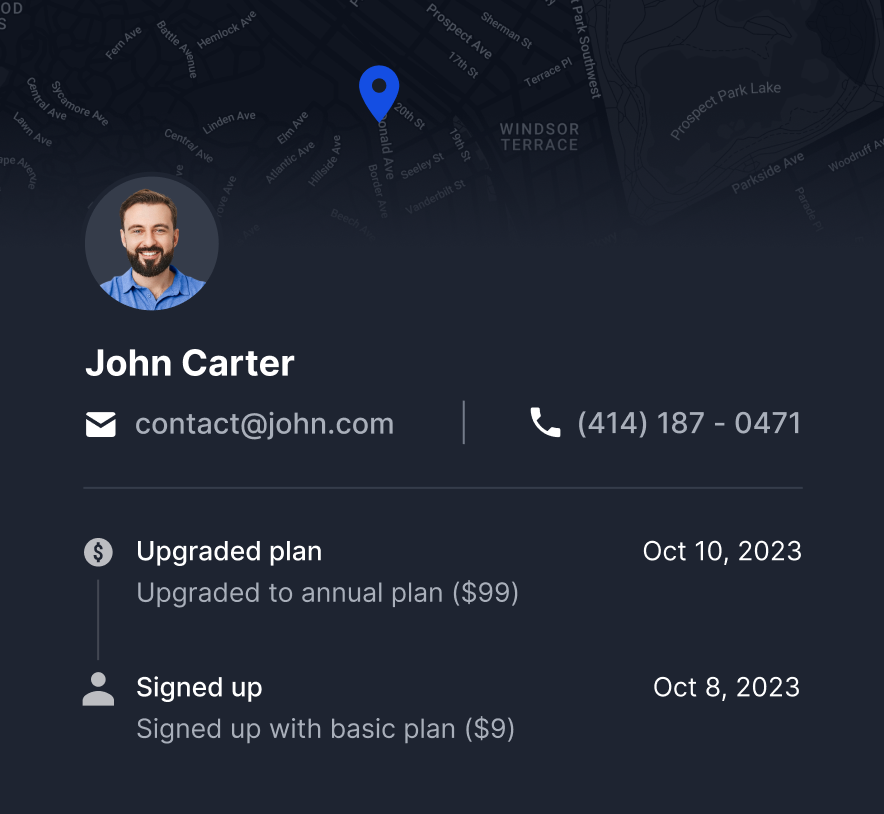 Fern Ave
Battle Avenue
Hemlock Ave
Prospect Ave
Sherman St
17th St
Terrace Pl
Park Southwest
Prospect Park Lake
Central Ave
Sycamore Ave
Lawn Ave
Linden Ave
Central Ave
Elm Ave
Atlantic Ave
Hillside Ave
20th St
19th St
Seeley St
Border Ave
Vanderbilt St
WINDSOR
TERRACE
Parkside Ave
Woodruff Av
John Carter
contact@john.com
(414) 187 - 0471
Upgraded plan
Oct 10, 2023
Upgraded to annual plan ($99)
Signed up
Oct 8, 2023
Signed up with basic plan ($9)